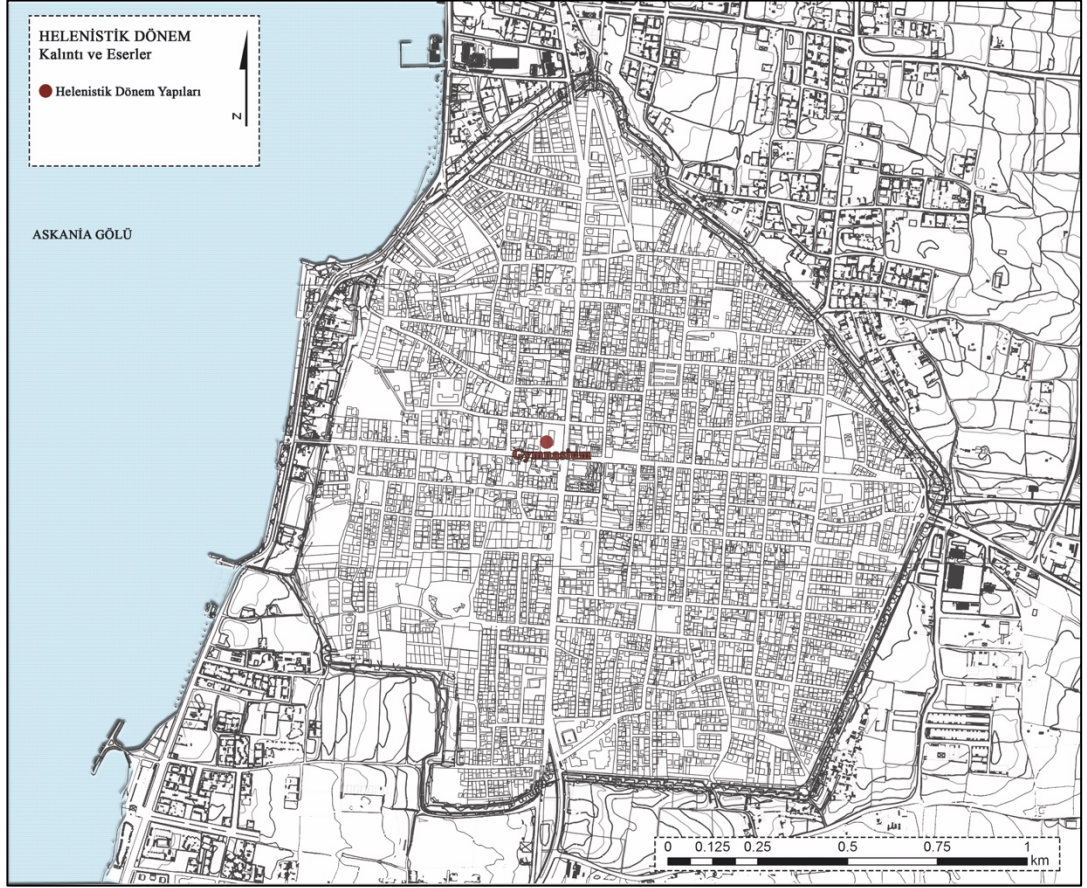 HELENİSTİK DÖNEM
Kalıntı ve Eserler
Helenistik Dönem Yapıları
N
ASKANİA GÖLÜ
Gymnasium
0 0.125 0.25 0.5 0.75 1
km